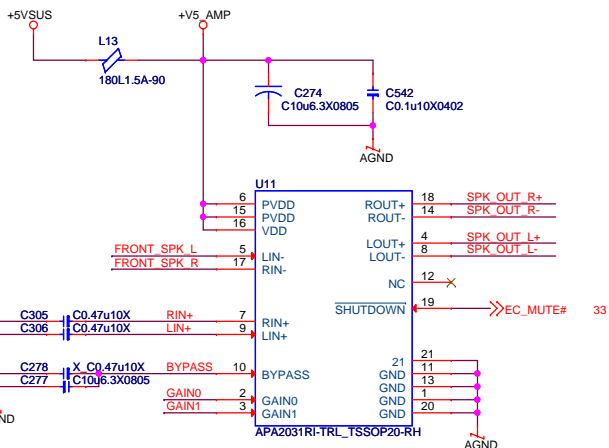 +5VSUS
+V5_AMP
L13
180L1.5A-90
C274
C10u6.3X0805
C542
C0.1u10X0402
AGND
U11
6 PVDD ROUT+ 18 SPK_OUT_R+
15 PVDD ROUT- 14 SPK_OUT_R-
16 VDD
FRONT_SPK_L 5 LIN- LOUT+ 4 SPK_OUT_L+
FRONT_SPK_R 17 RIN- LOUT- 8 SPK_OUT_L-
NC 12
SHUTDOWN 19 EC_MUTE# 33
C305 C0.47u10X RIN+ 7 RIN+
C306 C0.47u10X LIN+ 9 LIN+
21 21
C278 X_C0.47u10X BYPASS 10 BYPASS GND 11
C277 C10u6.3X0805 GND 13
GAIN0 2 GAIN0 GND 1
GAIN1 3 GAIN1 GND 20
ND
APA2031RI-TRL_TSSOP20-RH
AGND